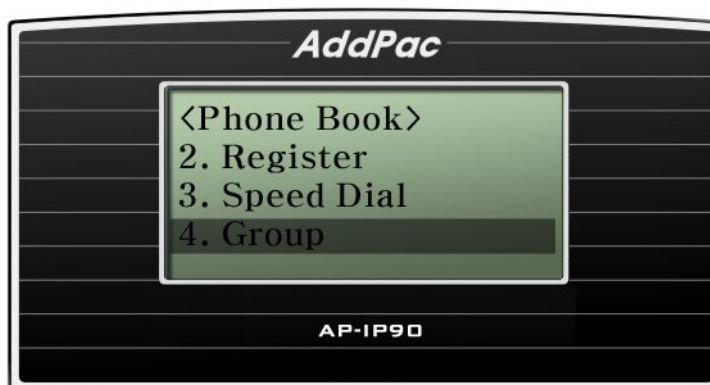 AddPac
<Phone Book>
2. Register
3. Speed Dial
4. Group
AP-IP90